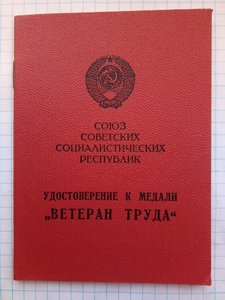 СОЮЗ
СОВЕТСКИХ
СОЦИАЛИСТИЧЕСКИХ
РЕСПУБЛИК
УДОСТОВЕРЕНИЕ К МЕДАЛИ
„ВЕТЕРАН ТРУДА“